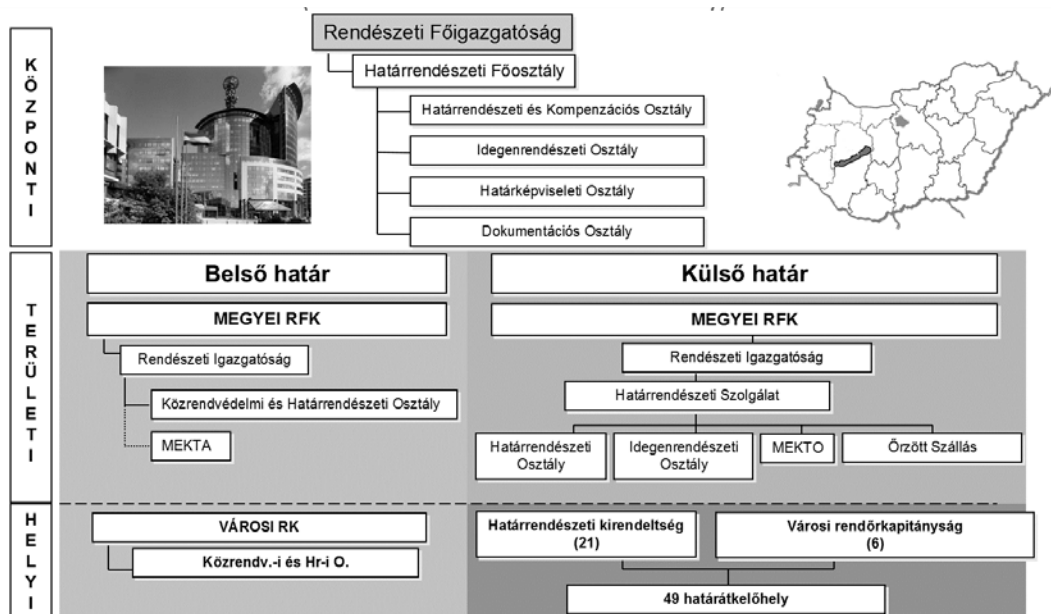 KÖZPONTI
Rendészeti Főigazgatóság
Határrendészeti Főosztály
Határrendészeti és Kompenzációs Osztály
Idegenrendészeti Osztály
Határképviseleti Osztály
Dokumentációs Osztály
TERÜLETI
Belső határ
MEGYEI RFK
Rendészeti Igazgatóság
Közrendvédelmi és Határrendészeti Osztály
MEKTA
Külső határ
MEGYEI RFK
Rendészeti Igazgatóság
Határrendészeti Szolgálat
Határrendészeti
Osztály
Idegenrendészeti
Osztály
MEKTO
Őrzött Szállás
HELYI
VÁROSI RK
Közrendv.-i és Hr-i O.
Határrendészeti kirendeltség
(21)
Városi rendőrkapitányság
(6)
49 határátkelőhely